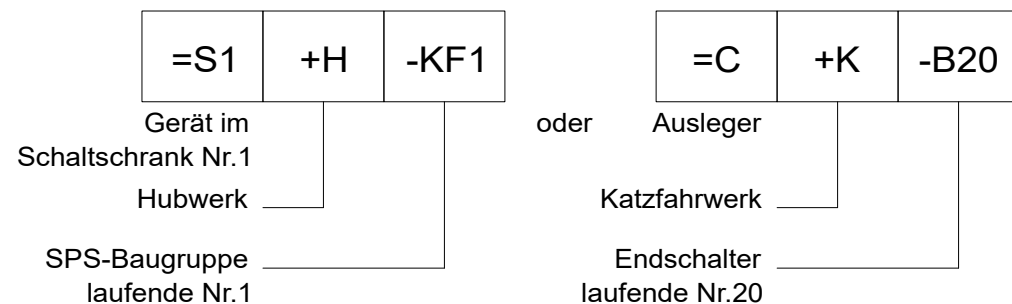 =S1 +H -KF1 =C +K -B20
Gerät im oder Ausleger
Schaltschrank Nr.1
Hubwerk Katzfahrwerk
SPS-Baugruppe Endschalter
laufende Nr.1 laufende Nr.20